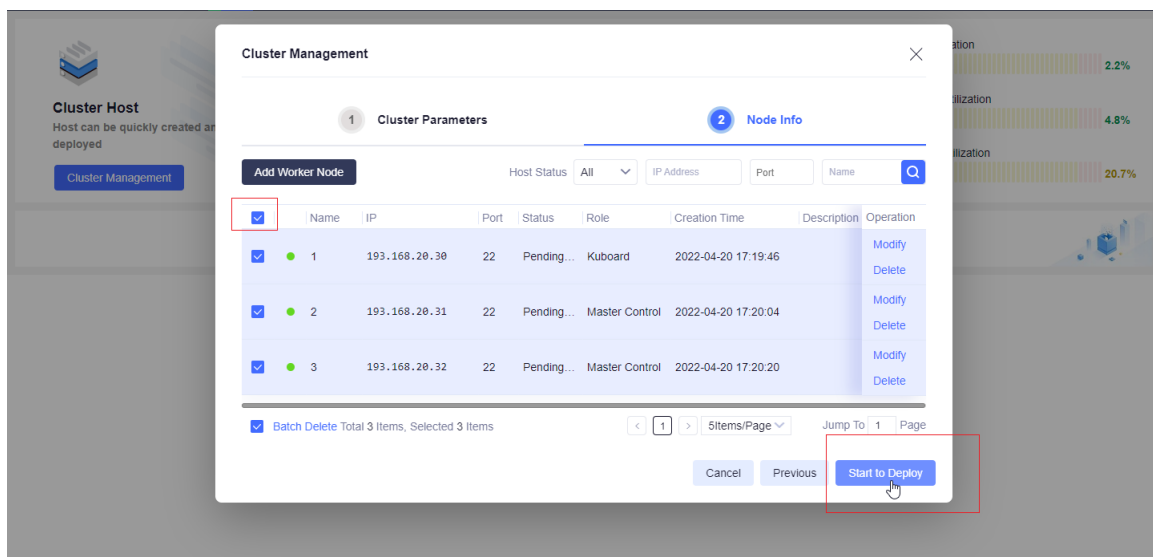 Cluster Management
ation
2.2%
Cluster Host
Host can be quickly created an
deployed
Cluster Management
1 Cluster Parameters
2 Node Info
ilization
4.8%
ilization
20.7%
Add Worker Node Host Status All IP Address Port Name
Name IP Port Status Role Creation Time Description Operation
1 193.168.20.30 22 Pending... Kuboard 2022-04-20 17:19:46 Modify
Delete
2 193.168.20.31 22 Pending... Master Control 2022-04-20 17:20:04 Modify
Delete
3 193.168.20.32 22 Pending... Master Control 2022-04-20 17:20:20 Modify
Delete
Batch Delete Total 3 Items, Selected 3 Items < 1 > 5Items/Page Jump To 1 Page
Cancel Previous Start to Deploy